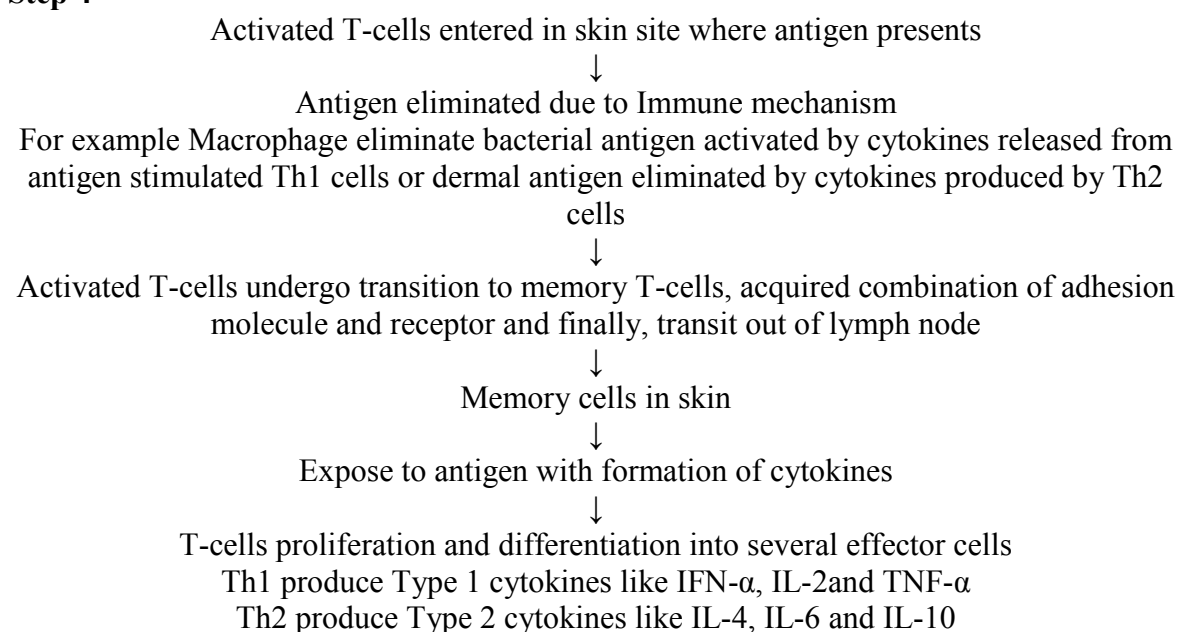 Activated T-cells entered in skin site where antigen presents
↓
Antigen eliminated due to Immune mechanism
For example Macrophage eliminate bacterial antigen activated by cytokines released from
antigen stimulated Th1 cells or dermal antigen eliminated by cytokines produced by Th2
cells
↓
Activated T-cells undergo transition to memory T-cells, acquired combination of adhesion
molecule and receptor and finally, transit out of lymph node
↓
Memory cells in skin
↓
Expose to antigen with formation of cytokines
↓
T-cells proliferation and differentiation into several effector cells
Th1 produce Type 1 cytokines like IFN-α, IL-2and TNF-α
Th2 produce Type 2 cytokines like IL-4, IL-6 and IL-10